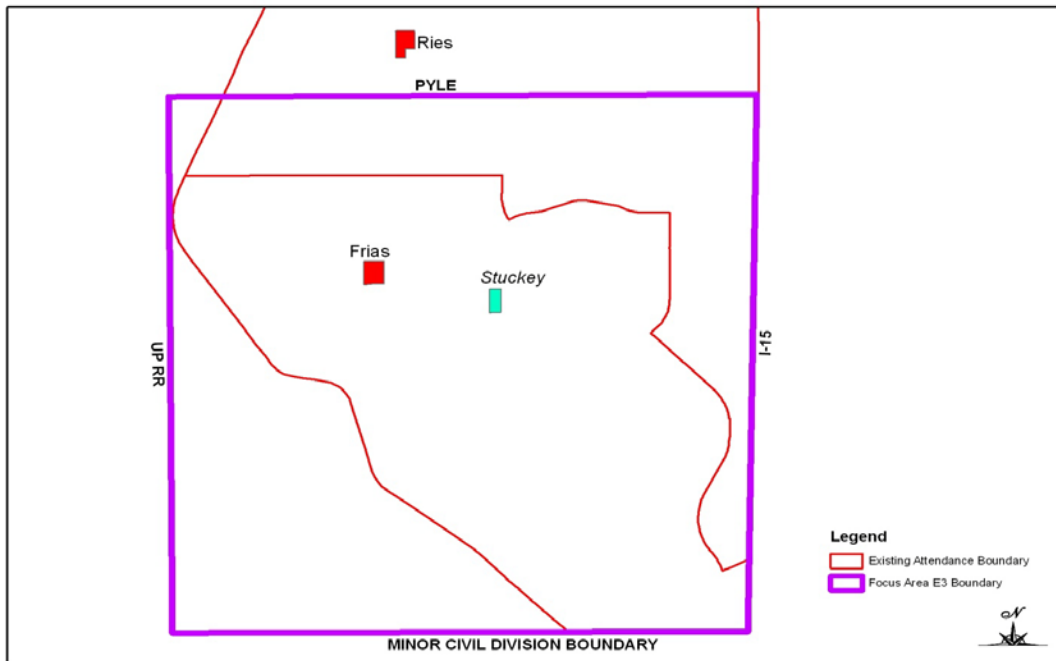 Ries
PYLE
Frias
Stuckey
UP RR
I-15
Legend
Existing Attendance Boundary
Focus Area E3 Boundary
MINOR CIVIL DIVISION BOUNDARY
N